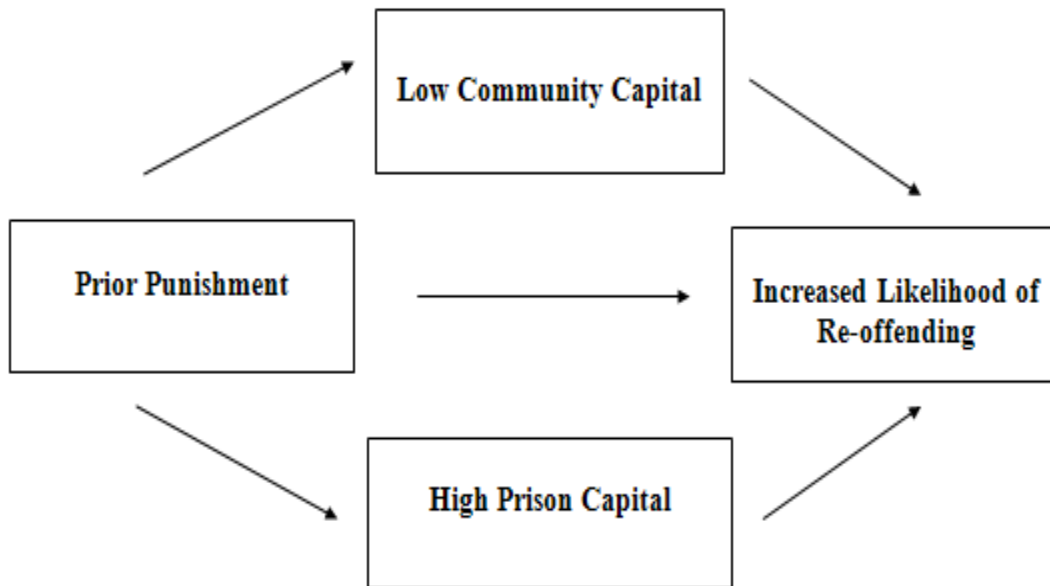 Low Community Capital
Prior Punishment
Increased Likelihood of
Re-offending
High Prison Capital